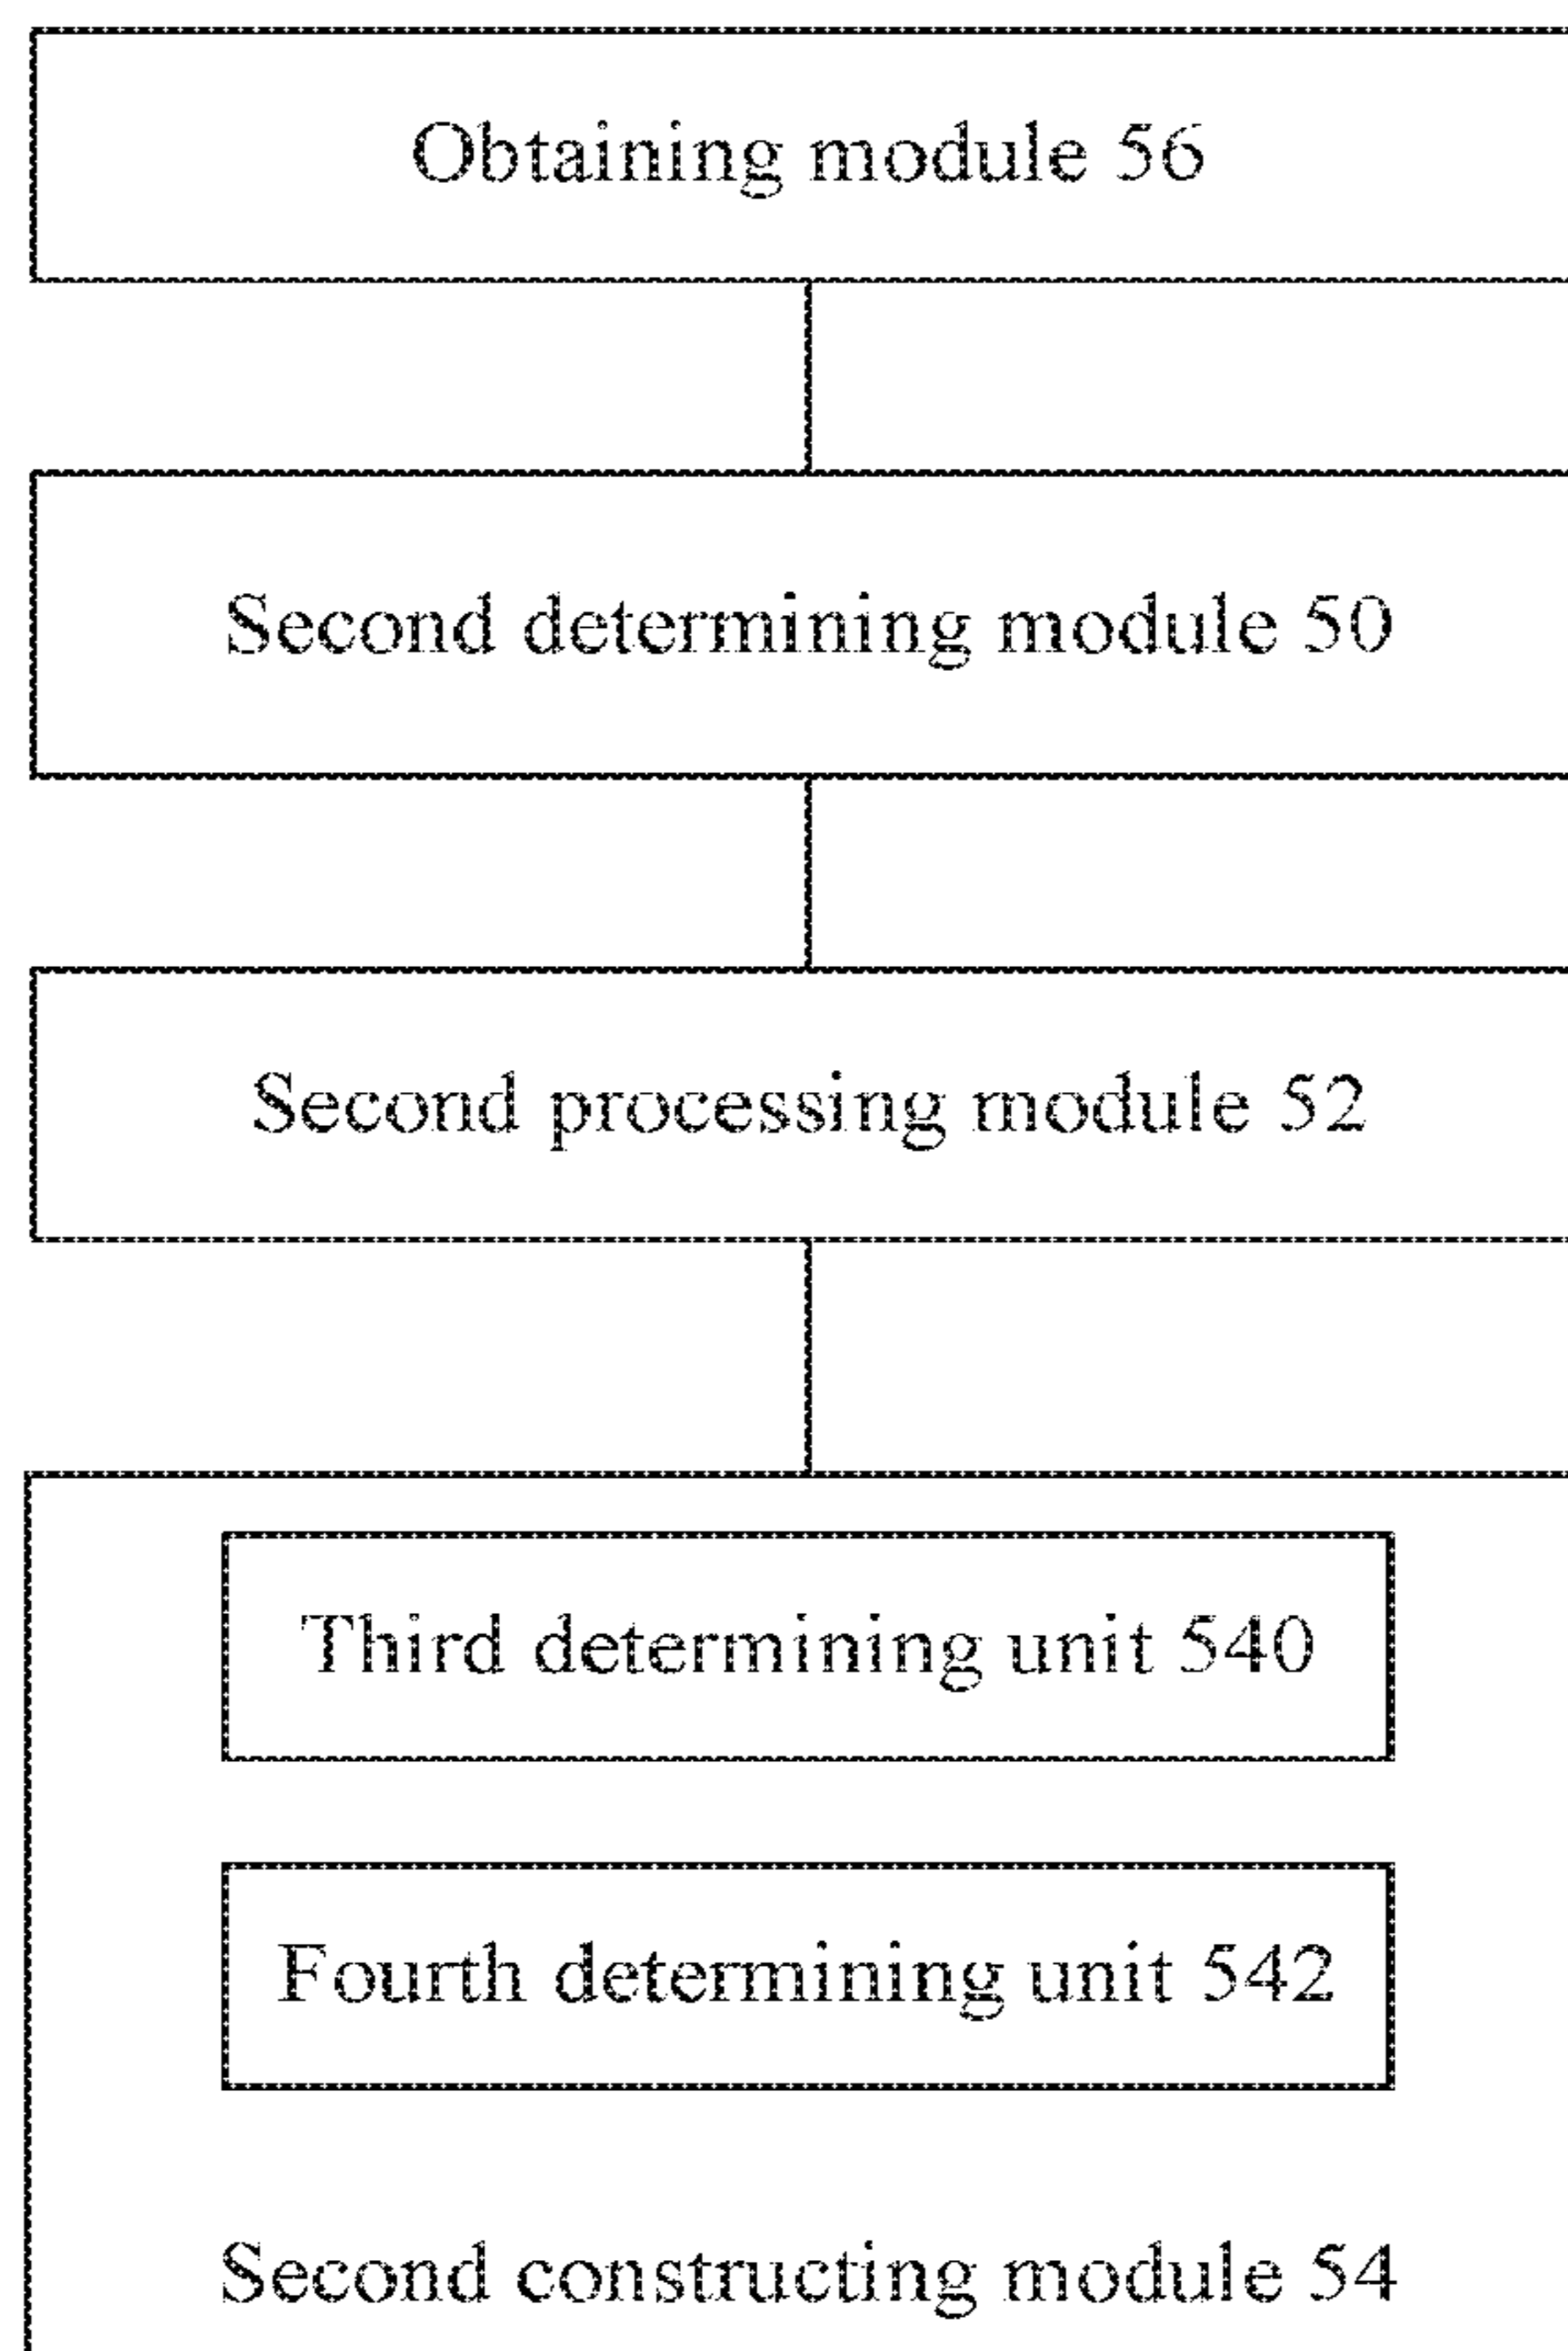 Obtaining module 56
Second determining module 50
Second processing module 52
Third determining unit 540
Fourth determining unit 542
Second constructing module 54